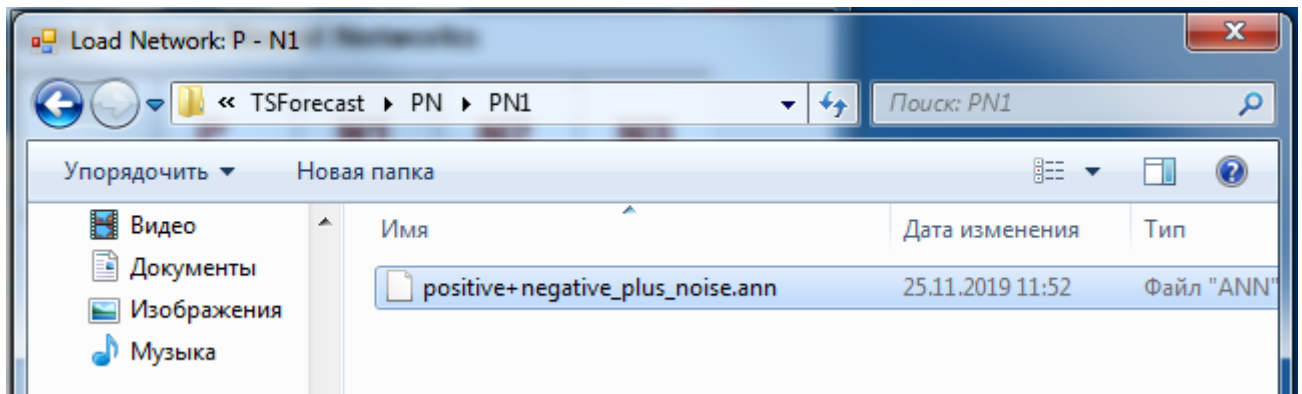 Load Network: P - N1
« TSForecast PN PN1
Поиск: PN1
Упорядочить Новая папка
Видео
Документы
Изображения
Музыка
Имя Дата изменения Тип
positive+negative_plus_noise.ann 25.11.2019 11:52 Файл "ANN"